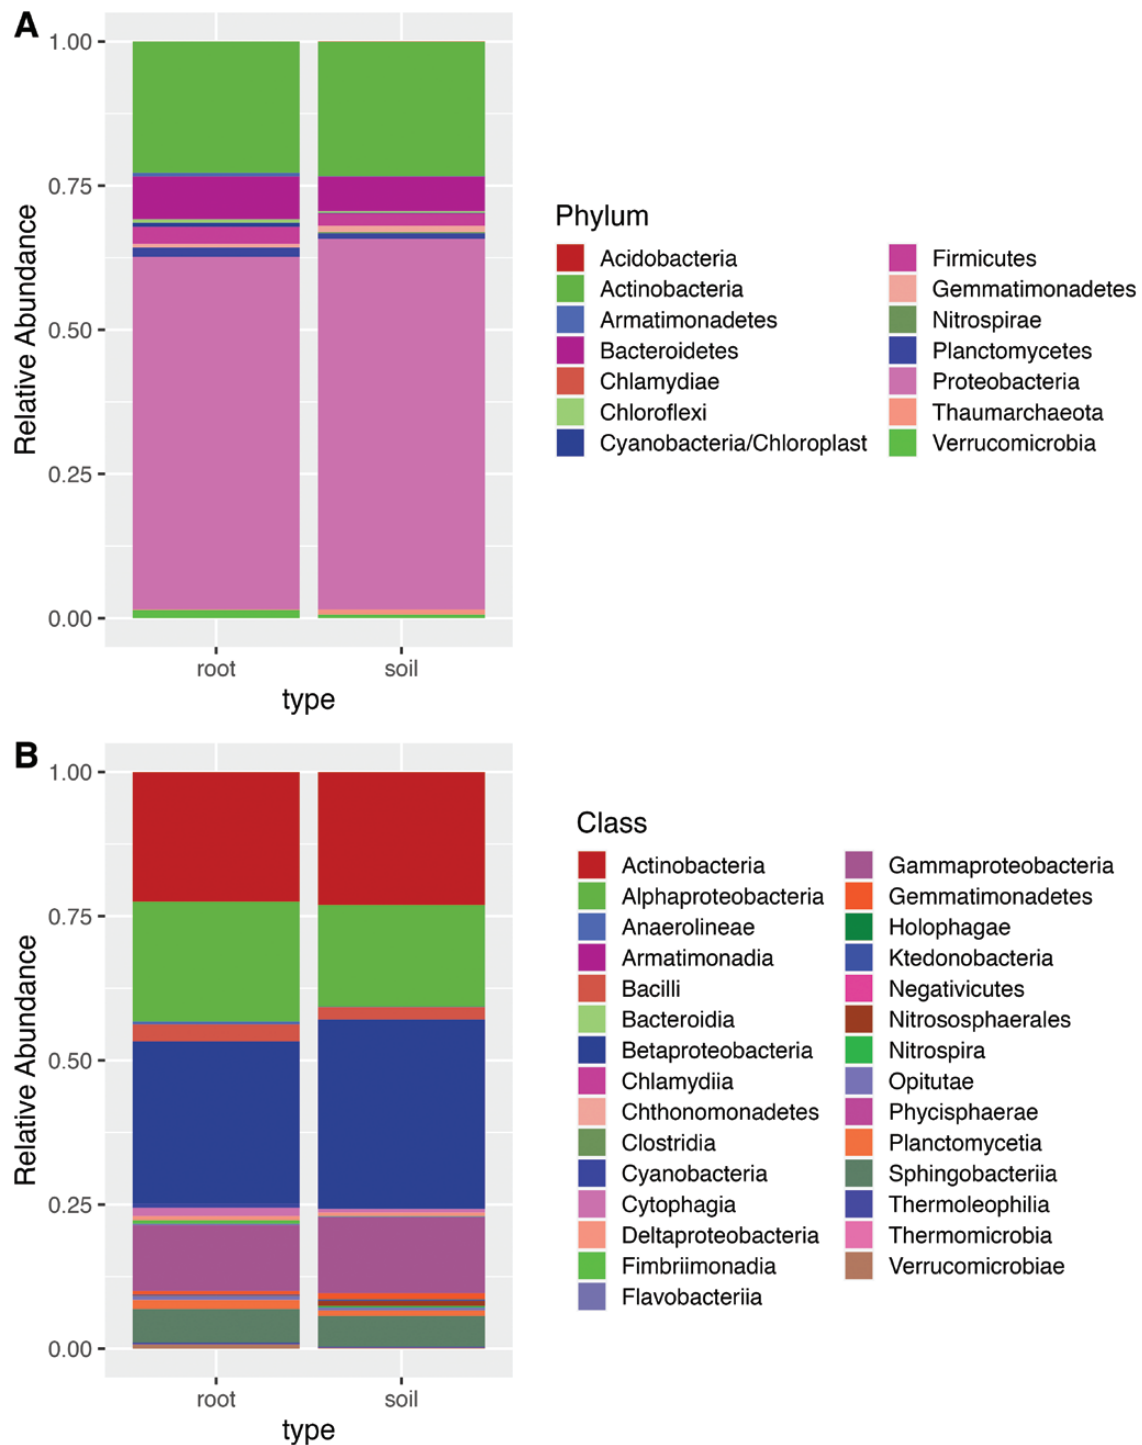 A
1.00
0.75
0.50
0.25
0.00
Relative Abundance
root
soil
type
Phylum
Acidobacteria
Actinobacteria
Armatimonadetes
Bacteroidetes
Chlamydiae
Chloroflexi
Cyanobacteria/Chloroplast
Firmicutes
Gemmatimonadetes
Nitrospirae
Planctomycetes
Proteobacteria
Thaumarchaeota
Verrucomicrobia
B
1.00
0.75
0.50
0.25
0.00
Relative Abundance
root
soil
type
Class
Actinobacteria
Alphaproteobacteria
Anaerolineae
Armatimonadia
Bacilli
Bacteroidia
Betaproteobacteria
Chlamydiia
Chthonomonadetes
Clostridia
Cyanobacteria
Cytophagia
Deltaproteobacteria
Fimbriimonadia
Flavobacteriia
Gammaproteobacteria
Gemmatimonadetes
Holophagae
Ktedonobacteria
Negativicutes
Nitrososphaerales
Nitrospira
Opitutae
Phycisphaerae
Planctomycetia
Sphingobacteriia
Thermoleophilia
Thermomicrobia
Verrucomicrobiae